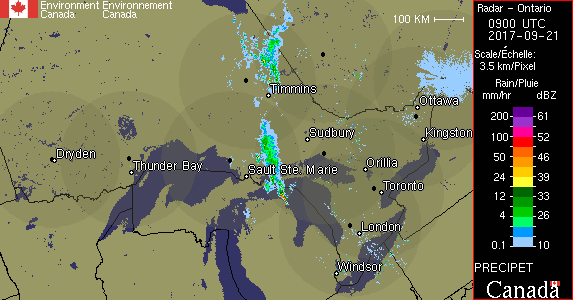 Environment Environnement
Canada Canada
100 KM
Timmins
Ottawa
Sudbury
Kingston
Dryden
Thunder Bay
Sault Ste. Marie
Orillia
Toronto
London
Windsor
Radar - Ontario
0900 UTC
2017-09-21
Scale/Échelle:
3.5 km/Pixel
Rain/Pluie
mm/hr dBZ
200 61
100 52
50 46
24 39
12 33
4 26
0.1 10
PRECIPET
Canada